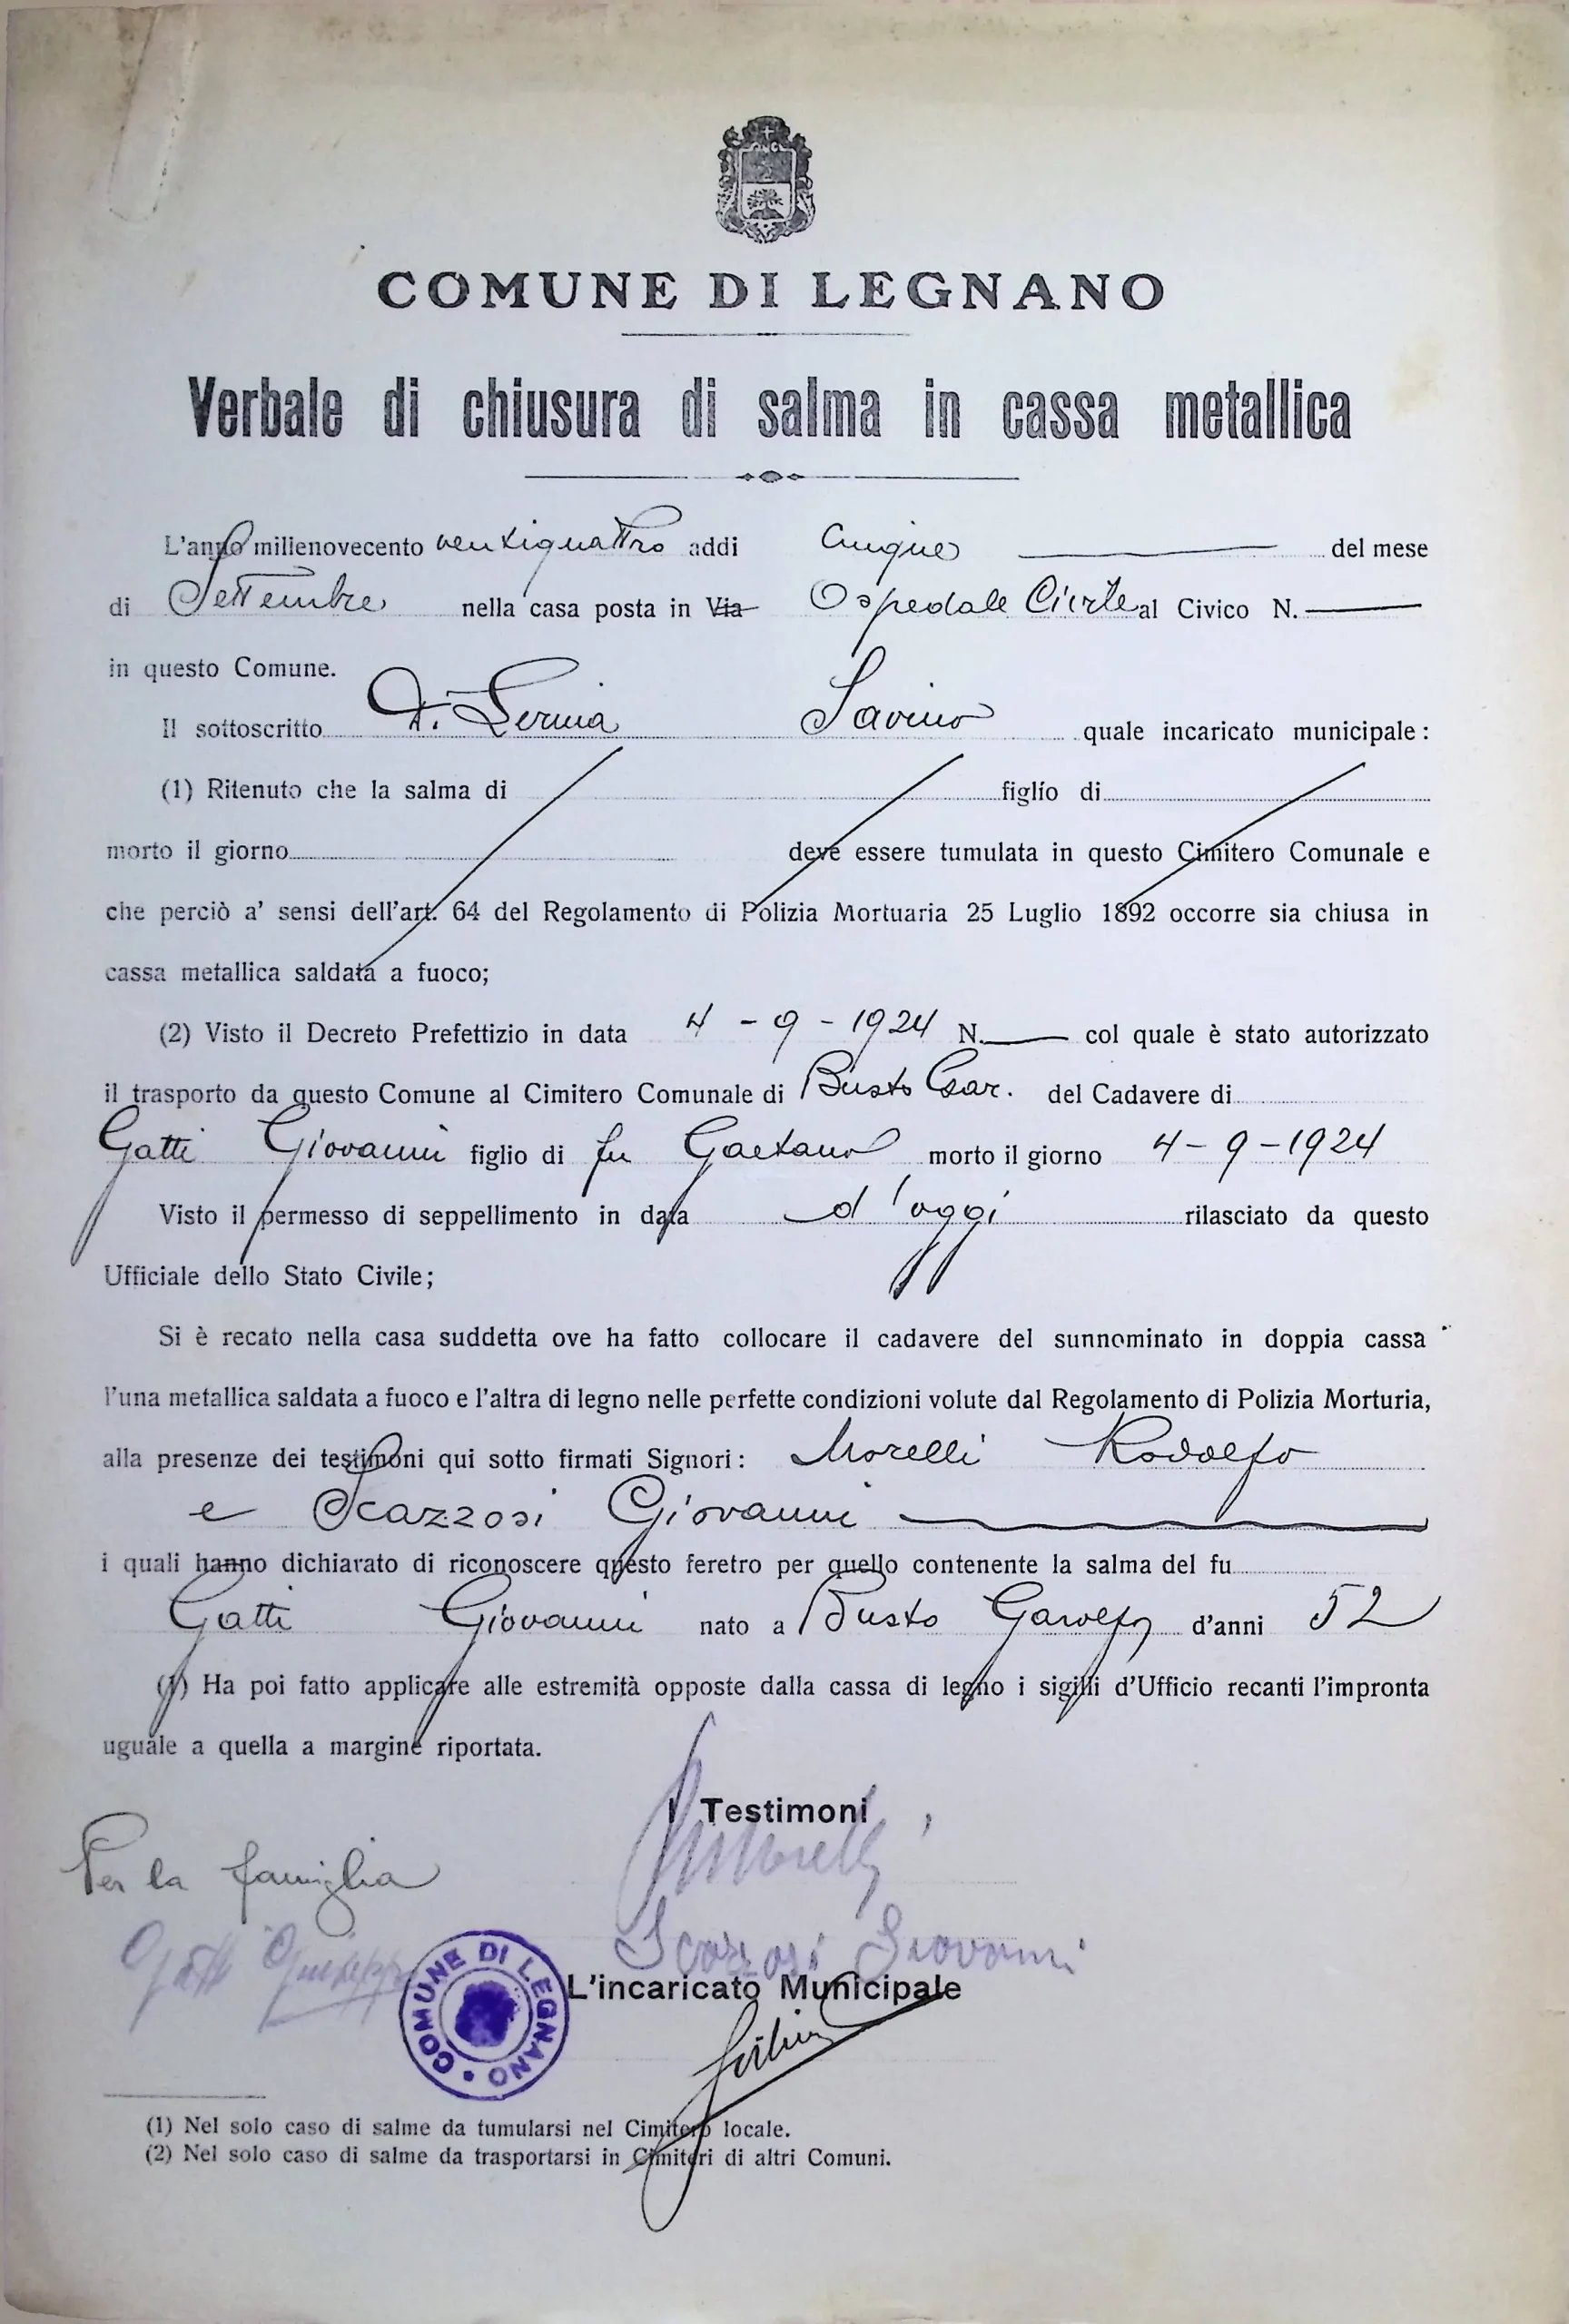 COMUNE DI LEGNANO
Verbale di chiusura di salma in cassa metallica
L'anno millenovecento ventiquattro addi cinque del mese
di Settembre nella casa posta in Via Ospedale Civile al Civico N.
in questo Comune.
Il sottoscritto Di Lernia Savino quale incaricato municipale:
(1) Ritenuto che la salma di figlio di
morto il giorno deve essere tumulata in questo Cimitero Comunale e
che perciò a' sensi dell'art. 64 del Regolamento di Polizia Mortuaria 25 Luglio 1892 occorre sia chiusa in
cassa metallica saldata a fuoco;
(2) Visto il Decreto Prefettizio in data 4-9-1924 N. col quale è stato autorizzato
il trasporto da questo Comune al Cimitero Comunale di Busto Gar. del Cadavere di
Gatti Giovanni figlio di fu Gaetano morto il giorno 4-9-1924
Visto il permesso di seppellimento in data d'oggi rilasciato da questo
Ufficiale dello Stato Civile;
Si è recato nella casa suddetta ove ha fatto collocare il cadavere del sunnominato in doppia cassa
l'una metallica saldata a fuoco e l'altra di legno nelle perfette condizioni volute dal Regolamento di Polizia Morturia,
alla presenze dei testimoni qui sotto firmati Signori: Morelli Rodolfo
e Scazzosi Giovanni
i quali hanno dichiarato di riconoscere questo feretro per quello contenente la salma del fu
Gatti Giovanni nato a Busto Garolfo d'anni 52
(1) Ha poi fatto applicare alle estremità opposte dalla cassa di legno i sigilli d'Ufficio recanti l'impronta
uguale a quella a margine riportata.
I Testimoni
Per la famiglia Morelli
Gatti Giuseppe Scazzosi Giovanni
COMUNE DI LEGNANO
L'incaricato Municipale
(1) Nel solo caso di salme da tumularsi nel Cimitero locale.
(2) Nel solo caso di salme da trasportarsi in Cimiteri di altri Comuni.